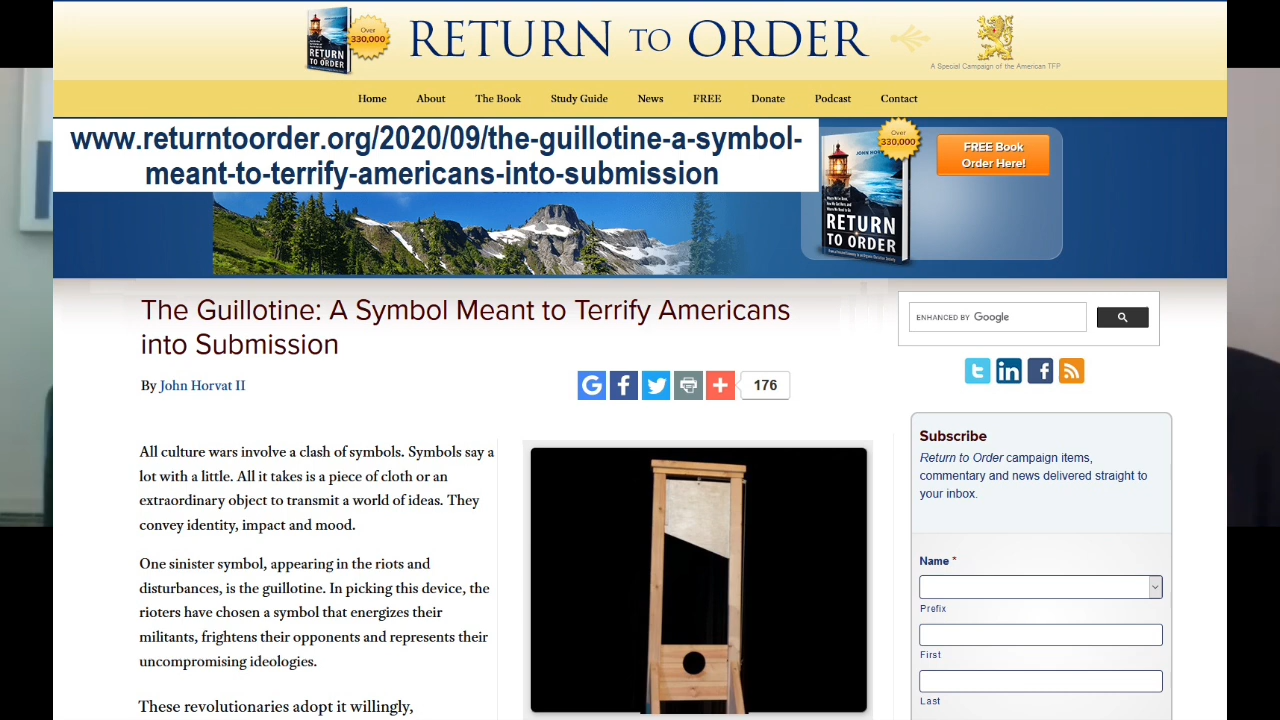 Over
330,000
RETURN
TO ORDER
RETURN TO ORDER
A Special Campaign of the American TFP
Home About The Book Study Guide News FREE Donate Podcast Contact
www.returntoorder.org/2020/09/the-guillotine-a-symbol-
meant-to-terrify-americans-into-submission
Over
330,000
RETURN
TO ORDER
FREE Book
Order Here!
The Guillotine: A Symbol Meant to Terrify Americans
into Submission
By John Horvat II
176
All culture wars involve a clash of symbols. Symbols say a
lot with a little. All it takes is a piece of cloth or an
extraordinary object to transmit a world of ideas. They
convey identity, impact and mood.
One sinister symbol, appearing in the riots and
disturbances, is the guillotine. In picking this device, the
rioters have chosen a symbol that energizes their
militants, frightens their opponents and represents their
uncompromising ideologies.
These revolutionaries adopt it willingly,
ENHANCED BY Google
Subscribe
Return to Order campaign items,
commentary and news delivered straight to
your inbox.
Name *
Prefix
First
Last